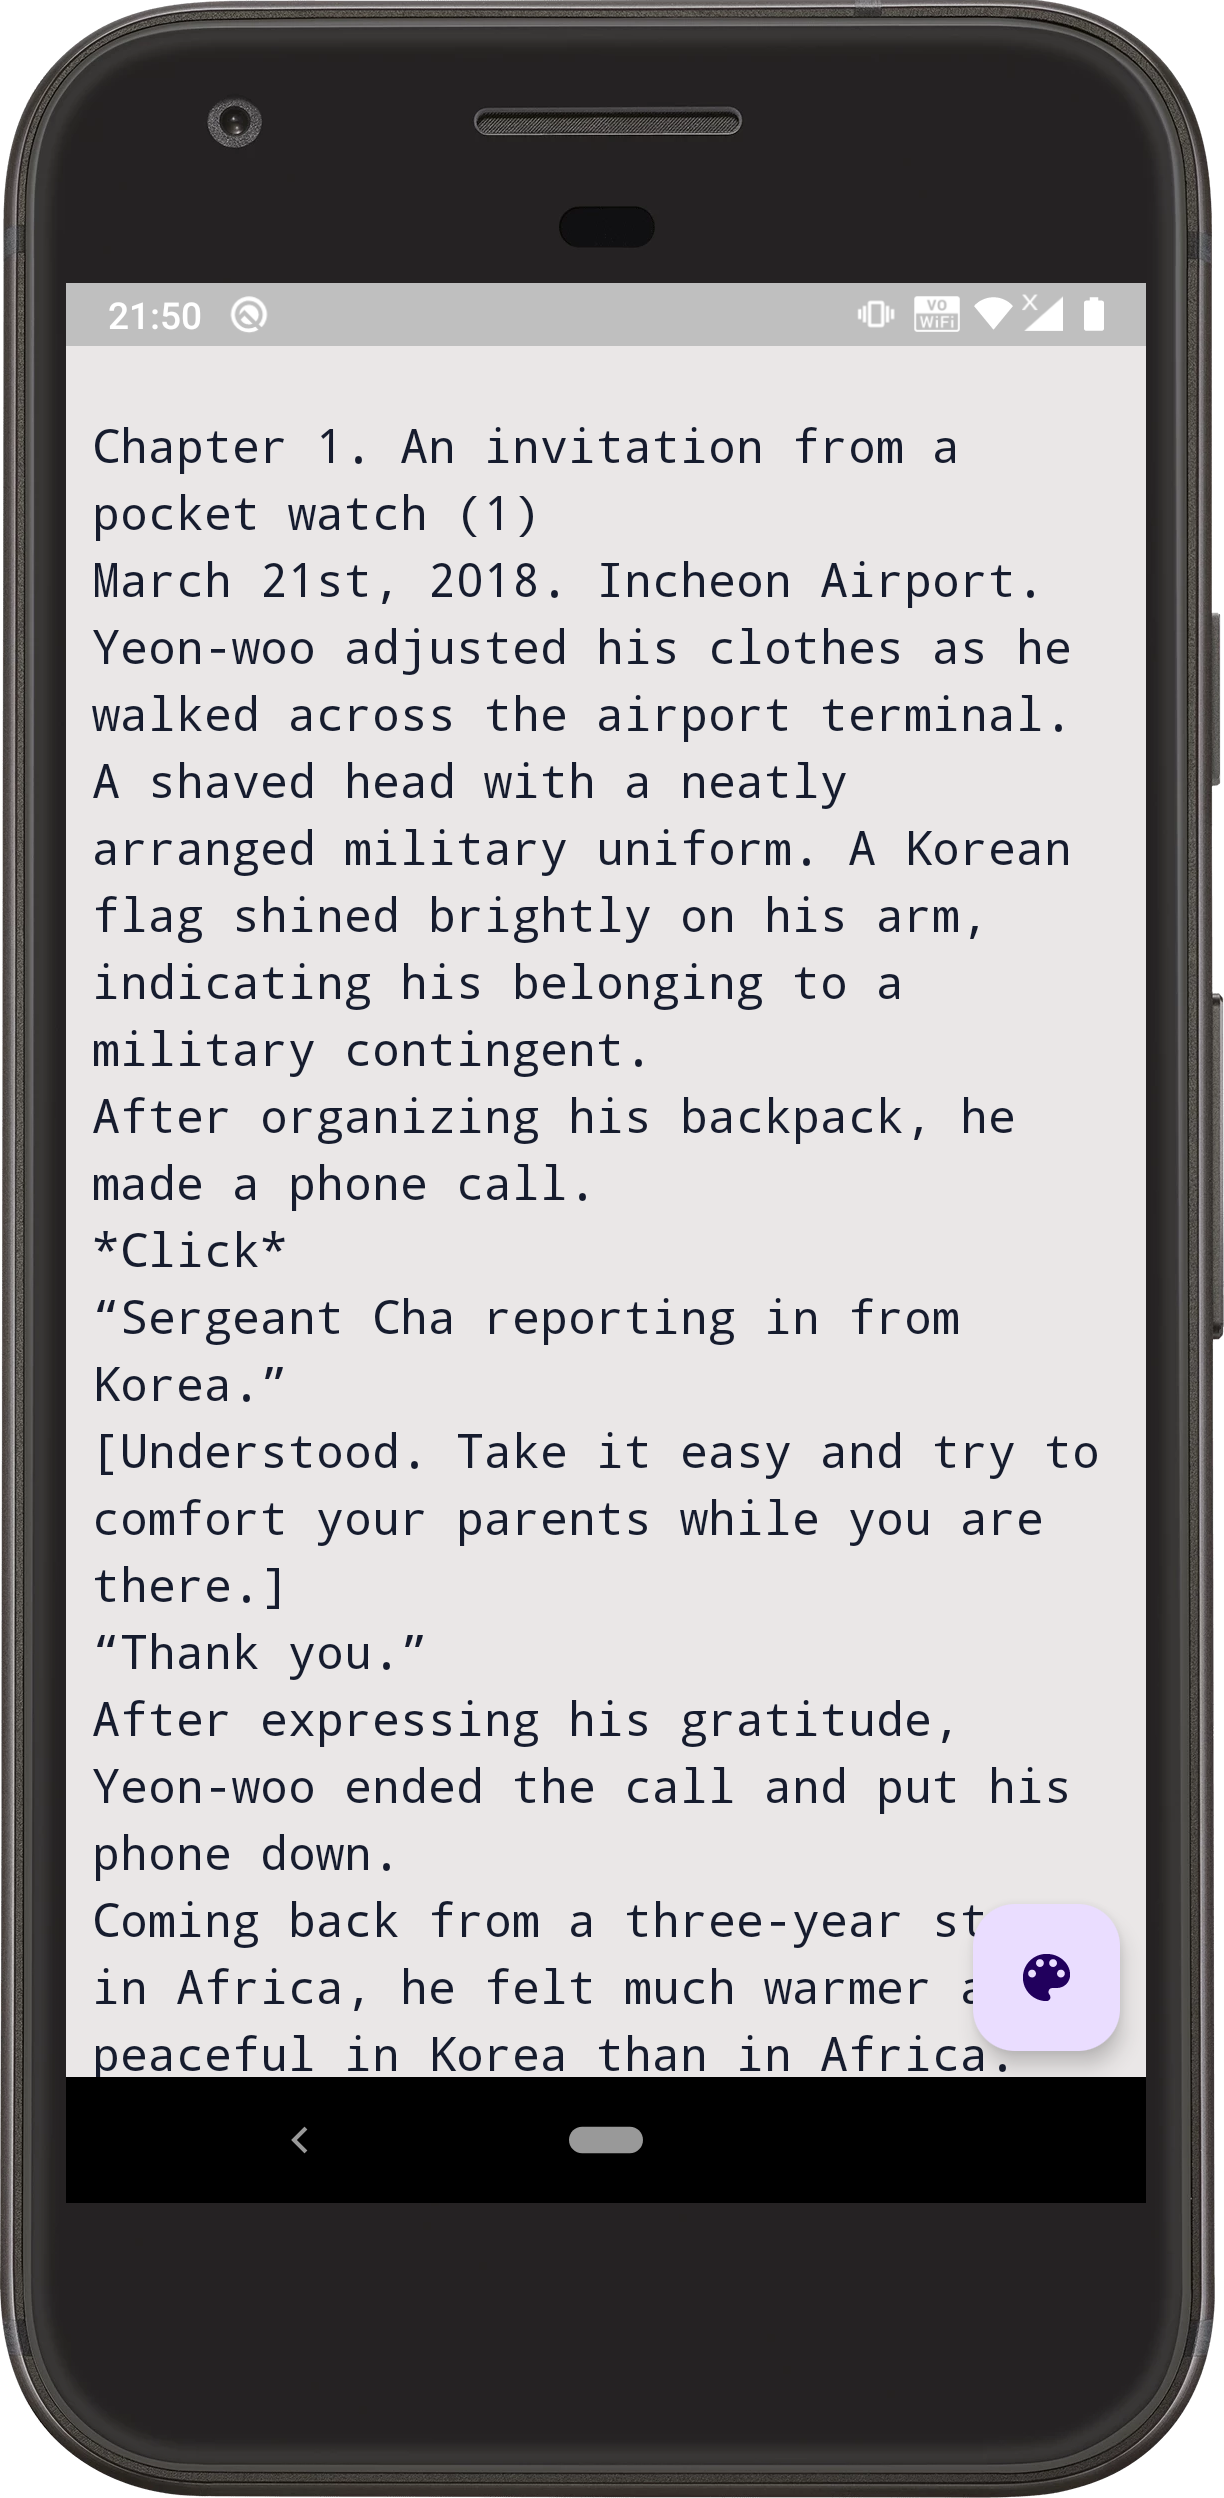 21:50
VO
WiFi
Chapter 1. An invitation from a
pocket watch (1)
March 21st, 2018. Incheon Airport.
Yeon-woo adjusted his clothes as he
walked across the airport terminal.
A shaved head with a neatly
arranged military uniform. A Korean
flag shined brightly on his arm,
indicating his belonging to a
military contingent.
After organizing his backpack, he
made a phone call.
*Click*
“Sergeant Cha reporting in from
Korea.”
[Understood. Take it easy and try to
comfort your parents while you are
there.]
“Thank you.”
After expressing his gratitude,
Yeon-woo ended the call and put his
phone down.
Coming back from a three-year
in Africa, he felt much warmer
peaceful in Korea than in Africa.